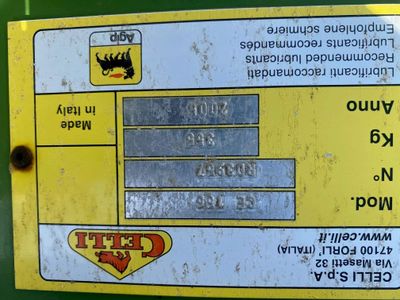 CELLI S.p.A.
Via Masetti 32
47100 FORLI' (ITALIA)
www.celli.it
CELLI
Mod.
N°
Kg
Anno
Made
in Italy
Lubrificanti raccomandati
Recommended lubricants
Lubrifiants recommandés
Empfohlene schmiere
Agip